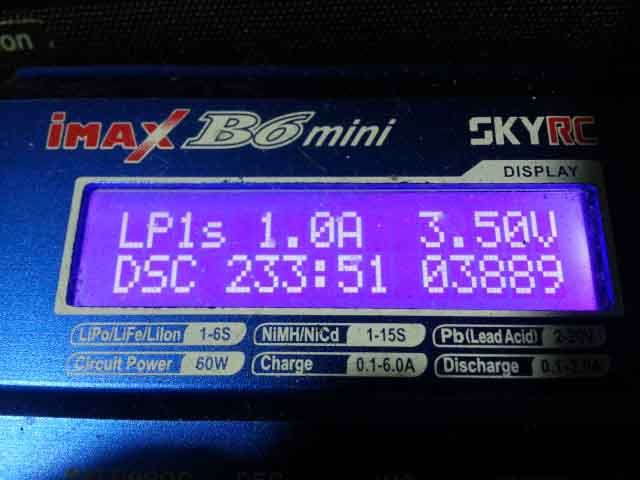 on
imax B6 mini SKYRC
DISPLAY
LP1s 1.0A 3.50V
DSC 233:51 03889
LiPo/LiFe/LiIon 1-6S NiMH/NiCd 1-15S Pb(Lead Acid)
Circuit Power 60W Charge 0.1-6.0A Discharge